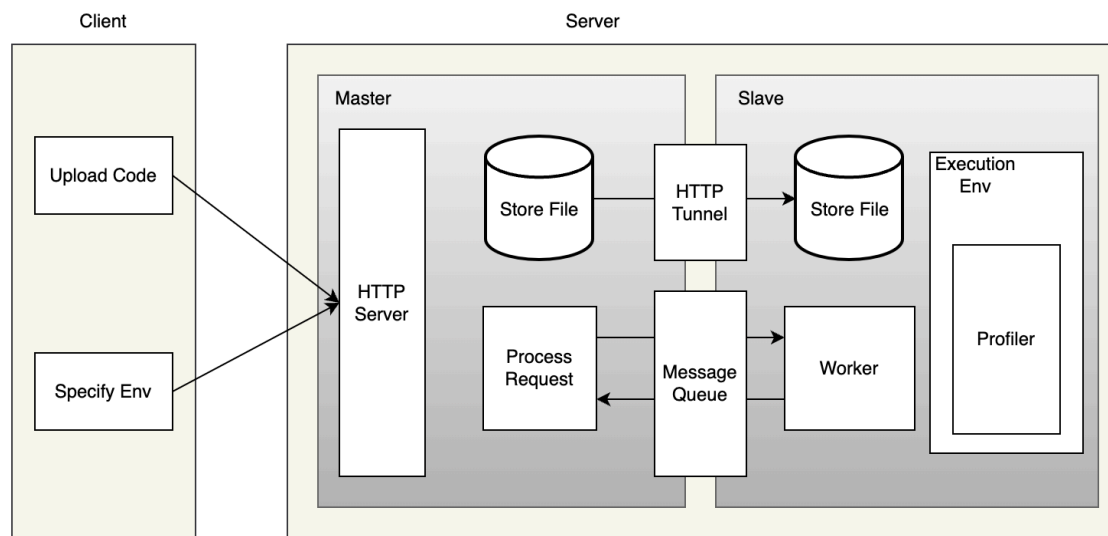 Client
Server
Upload Code
Specify Env
Master
HTTP
Server
Store File
Process
Request
HTTP
Tunnel
Message
Queue
Slave
Store File
Worker
Execution
Env
Profiler